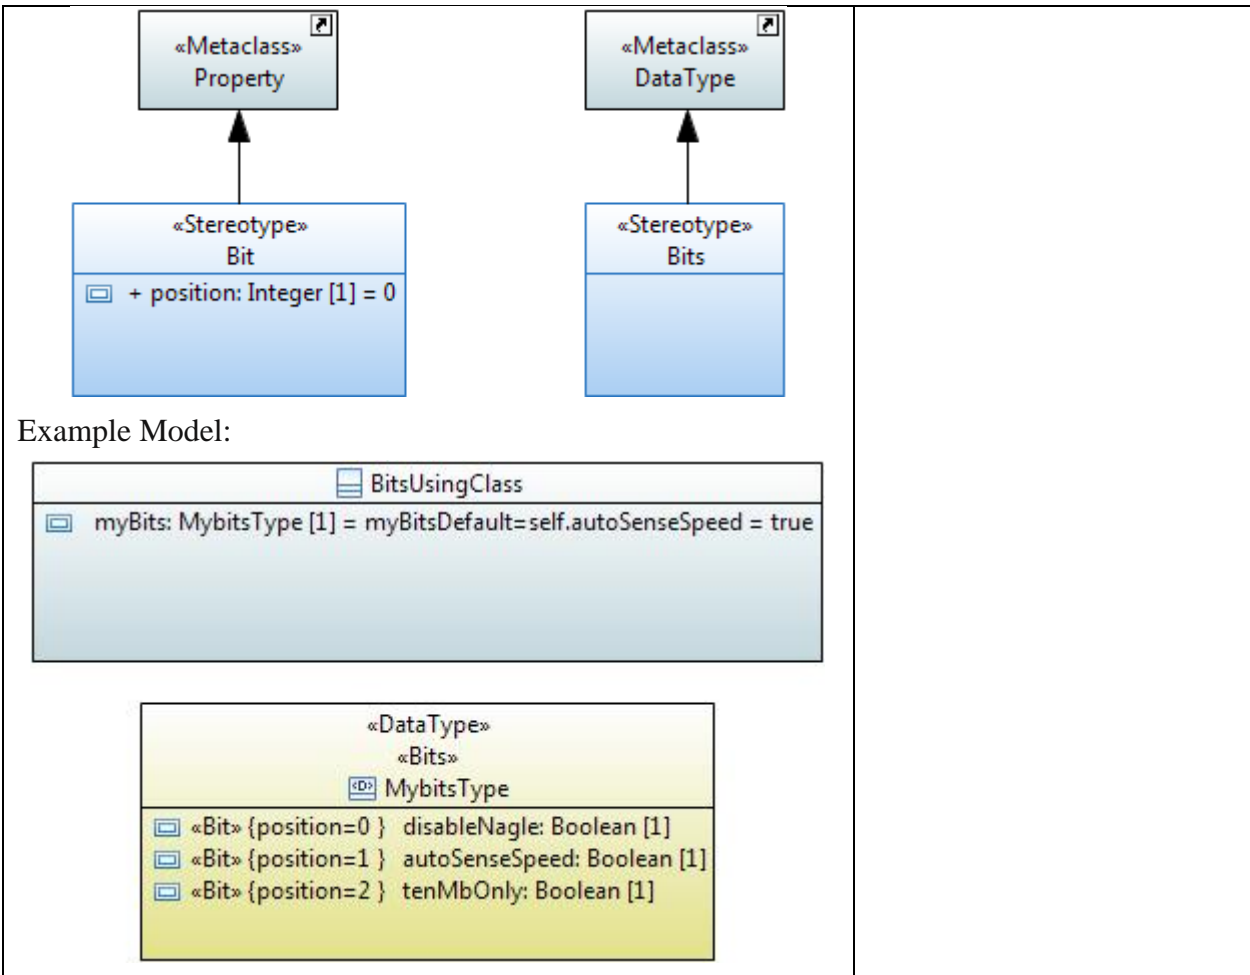 «Metaclass»
Property
«Metaclass»
DataType
«Stereotype»
Bit
+ position: Integer [1] = 0
«Stereotype»
Bits
Example Model:
BitsUsingClass
myBits: MybitsType [1] = myBitsDefault=self.autoSenseSpeed = true
«DataType»
«Bits»
<D> MybitsType
«Bit» {position=0 } disableNagle: Boolean [1]
«Bit» {position=1 } autoSenseSpeed: Boolean [1]
«Bit» {position=2 } tenMbOnly: Boolean [1]